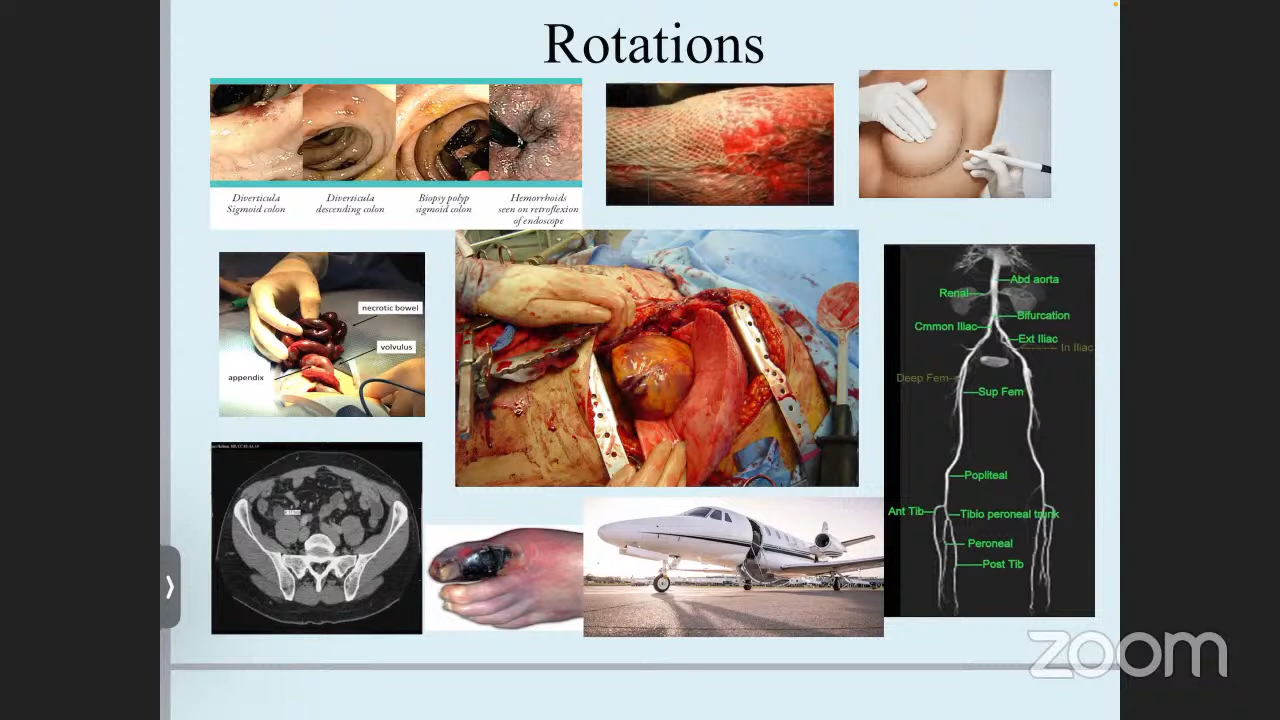 Rotations
Diverticula
Sigmoid colon
Diverticula
descending colon
Biopsy polyp
sigmoid colon
Hemorrhoids
seen on retroflexion
of endoscope
necrotic bowel
volvulus
appendix
Abd aorta
Renal
Bifurcation
Cmmon Iliac
Ext Iliac
In Iliac
Deep Fem
Sup Fem
Popliteal
Ant Tib
Tibio peroneal trunk
Peroneal
Post Tib
zoom